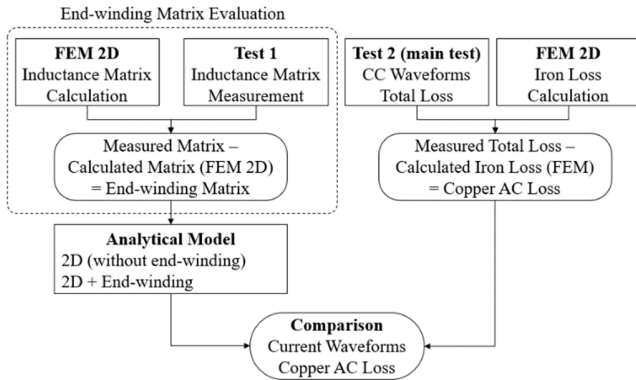 End-winding Matrix Evaluation
FEM 2D
Inductance Matrix
Calculation
Test 1
Inductance Matrix
Measurement
Test 2 (main test)
CC Waveforms
Total Loss
FEM 2D
Iron Loss
Calculation
Measured Matrix –
Calculated Matrix (FEM 2D)
= End-winding Matrix
Measured Total Loss –
Calculated Iron Loss (FEM)
= Copper AC Loss
Analytical Model
2D (without end-winding)
2D + End-winding
Comparison
Current Waveforms
Copper AC Loss